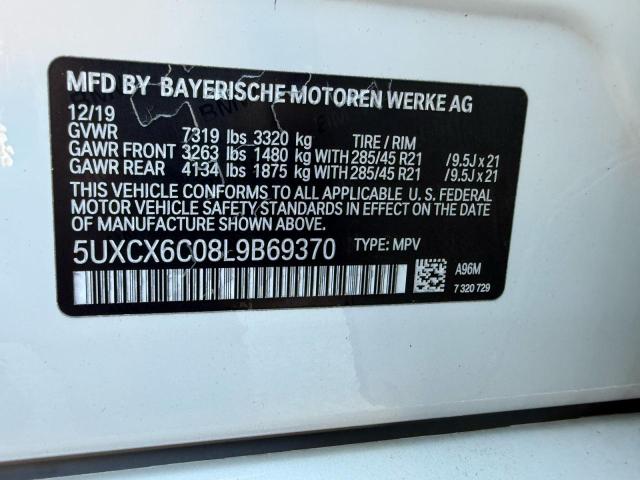 MFD BY BAYERISCHE MOTOREN WERKE AG
12/19
GVWR 7319 lbs 3320 kg TIRE / RIM
GAWR FRONT 3263 lbs 1480 kg WITH 285/45 R21 /9.5J x 21
GAWR REAR 4134 lbs 1875 kg WITH 285/45 R21 /9.5J x 21
THIS VEHICLE CONFORMS TO ALL APPLICABLE, U. S. FEDERAL
MOTOR VEHICLE SAFETY STANDARDS IN EFFECT ON THE DATE
OF MANUFACTURE SHOWN ABOVE.
5UXCX6C08L9B69370 TYPE: MPV
A96M
7 320 729